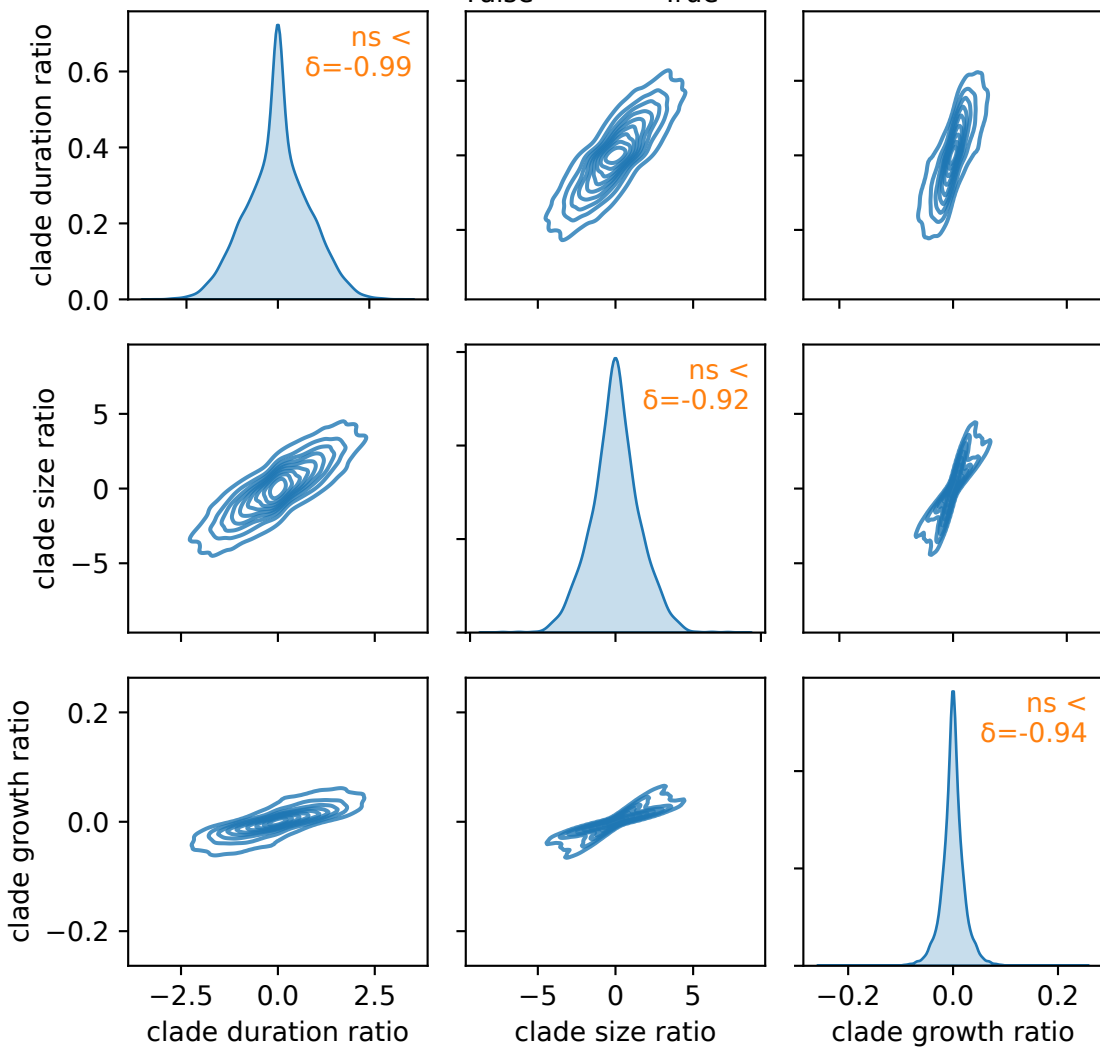 True
clade duration ratio
0.6
0.4
0.2
0.0
ns <
δ=-0.99
clade size ratio
5
0
−5
ns <
δ=-0.92
clade growth ratio
0.2
0.0
−0.2
ns <
δ=-0.94
−2.5 0.0 2.5 −5 0 5 −0.2 0.0 0.2
clade duration ratio clade size ratio clade growth ratio